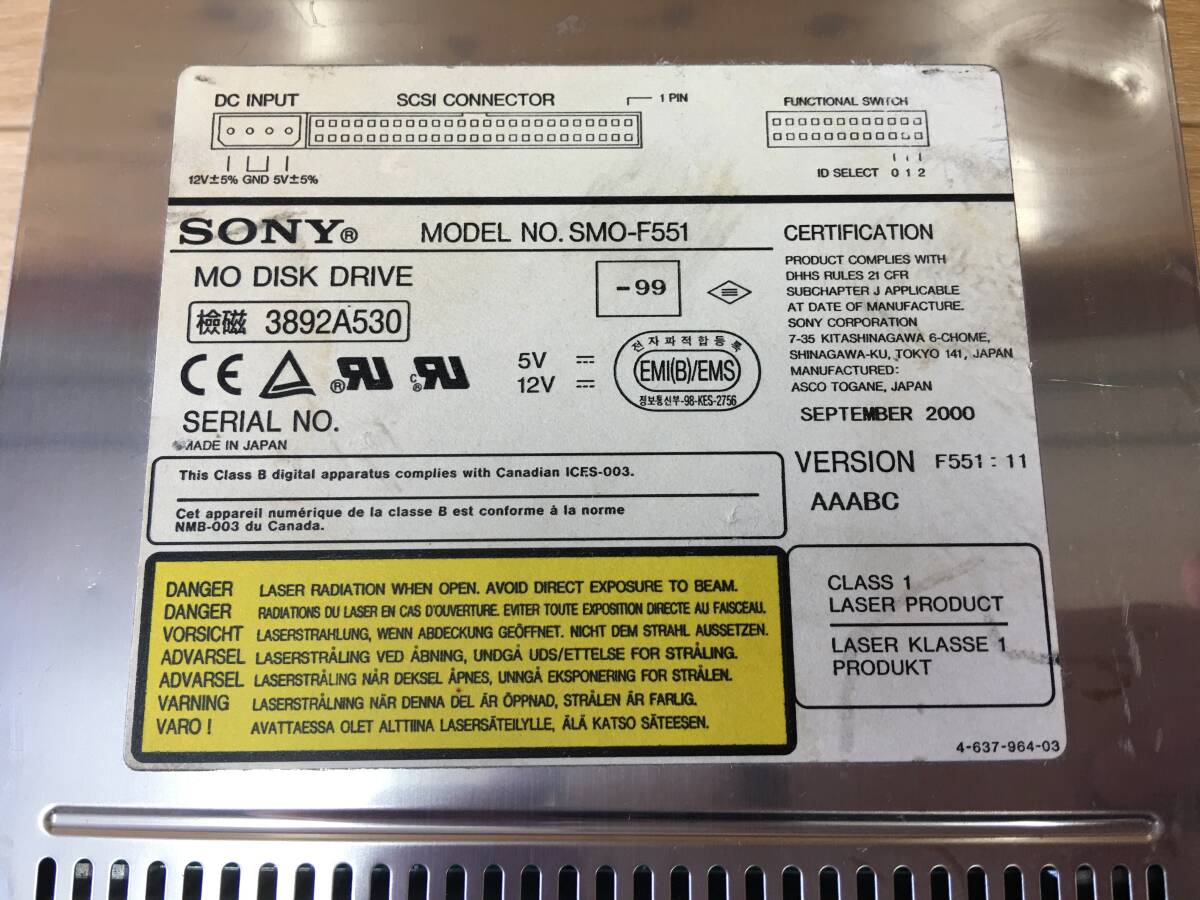 DC INPUT
SCSI CONNECTOR
1 PIN
FUNCTIONAL SWITCH
12V±5% GND 5V±5%
ID SELECT 0 1 2
SONY®
MODEL NO. SMO-F551
MO DISK DRIVE
-99
檢磁 3892A530
CE
5V
12V
전자파적합등록
EMI(B)/EMS
정보통신부-98-KES-2756
SERIAL NO.
MADE IN JAPAN
CERTIFICATION
PRODUCT COMPLIES WITH
DHHS RULES 21 CFR
SUBCHAPTER J APPLICABLE
AT DATE OF MANUFACTURE.
SONY CORPORATION
7-35 KITASHINAGAWA 6-CHOME,
SHINAGAWA-KU, TOKYO 141, JAPAN
MANUFACTURED:
ASCO TOGANE, JAPAN
SEPTEMBER 2000
VERSION F551 : 11
AAABC
This Class B digital apparatus complies with Canadian ICES-003.
Cet appareil numérique de la classe B est conforme à la norme
NMB-003 du Canada.
DANGER LASER RADIATION WHEN OPEN. AVOID DIRECT EXPOSURE TO BEAM.
DANGER RADIATIONS DU LASER EN CAS D'OUVERTURE. EVITER TOUTE EXPOSITION DIRECTE AU FAISCEAU.
VORSICHT LASERSTRAHLUNG, WENN ABDECKUNG GEÖFFNET. NICHT DEM STRAHL AUSSETZEN.
ADVARSEL LASERSTRÅLING VED ÅBNING, UNDGÅ UDS/ETTELSE FOR STRÅLING.
ADVARSEL LASERSTRÅLING NÅR DEKSEL ÅPNES, UNNGÅ EKSPONERING FOR STRÅLEN.
VARNING LASERSTRÅLNING NÄR DENNA DEL ÄR ÖPPNAD, STRÅLEN ÄR FARLIG.
VARO ! AVATTAESSA OLET ALTTIINA LASERSÄTEILYLLE, ÄLÄ KATSO SÄTEESEN.
CLASS 1
LASER PRODUCT
LASER KLASSE 1
PRODUKT
4-637-964-03